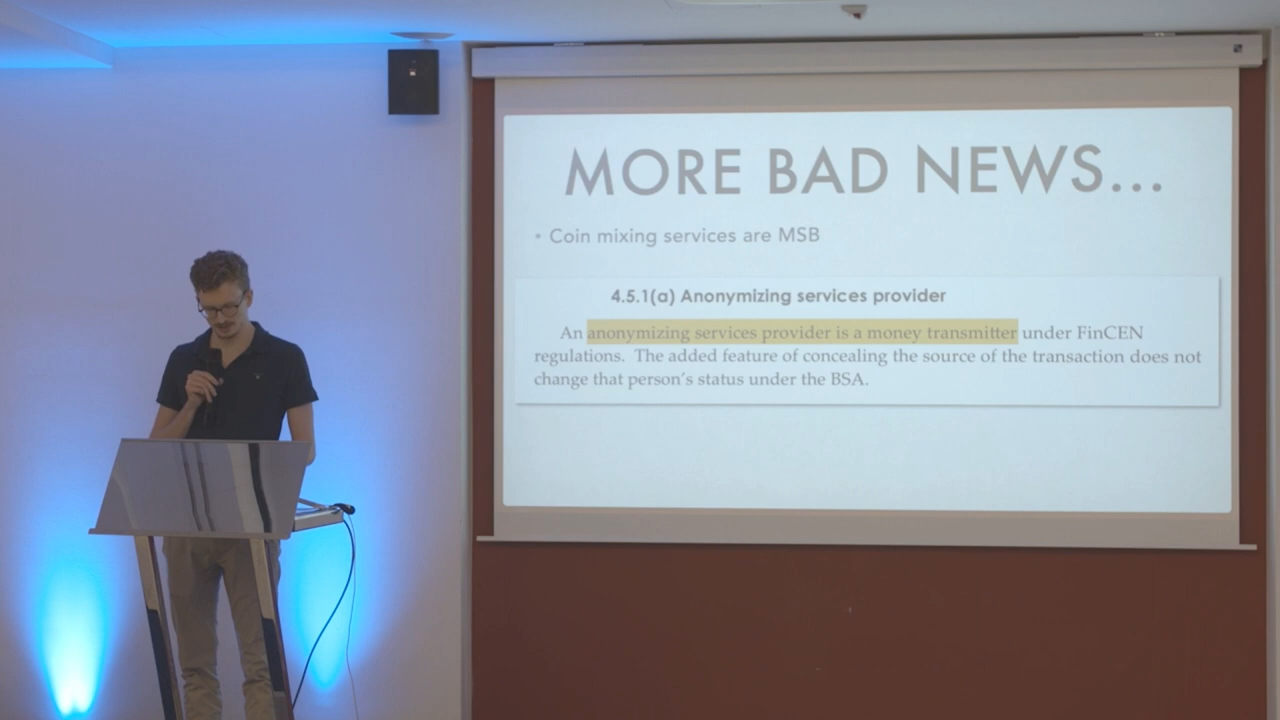 MORE BAD NEWS...
• Coin mixing services are MSB
4.5.1(a) Anonymizing services provider
An anonymizing services provider is a money transmitter under FinCEN
regulations. The added feature of concealing the source of the transaction does not
change that person's status under the BSA.